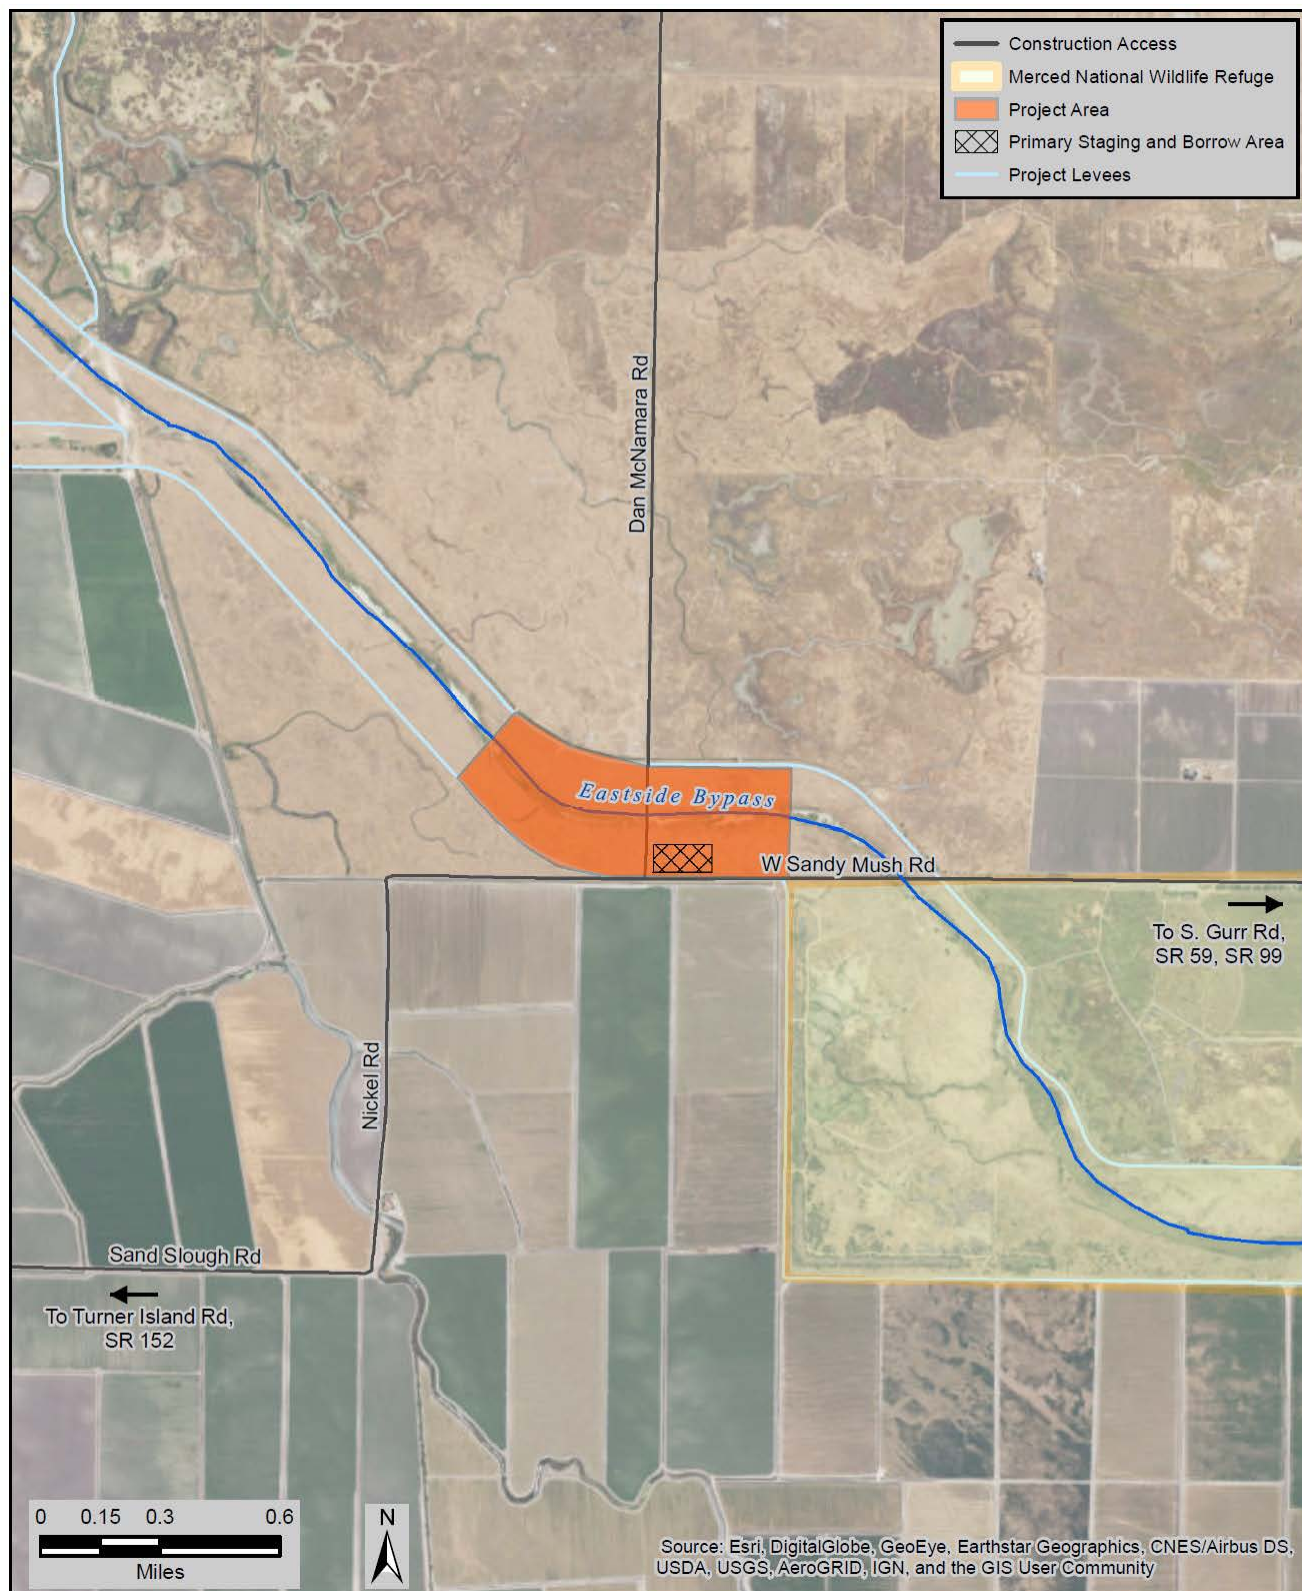 Construction Access
Merced National Wildlife Refuge
Project Area
Primary Staging and Borrow Area
Project Levees
Dan McNamara Rd
Eastside Bypass
W Sandy Mush Rd
To S. Gurr Rd,
SR 59, SR 99
Nickel Rd
Sand Slough Rd
To Turner Island Rd,
SR 152
0 0.15 0.3 0.6
Miles
N
Source: Esri, DigitalGlobe, GeoEye, Earthstar Geographics, CNES/Airbus DS,
USDA, USGS, AeroGRID, IGN, and the GIS User Community